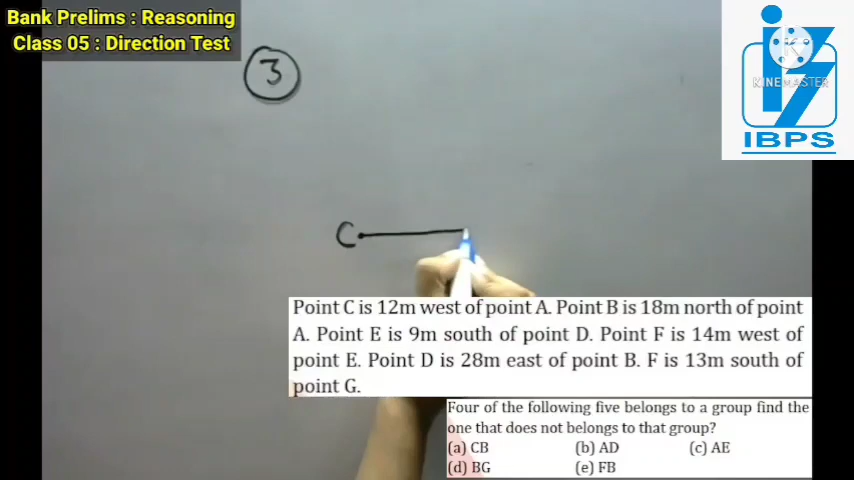 Bank Prelims : Reasoning
Class 05 : Direction Test
3
KINEMASTER
IBPS
C
Point C is 12m west of point A. Point B is 18m north of point
A. Point E is 9m south of point D. Point F is 14m west of
point E. Point D is 28m east of point B. F is 13m south of
point G.
Four of the following five belongs to a group find the
one that does not belongs to that group?
(a) CB (b) AD (c) AE
(d) BG (e) FB